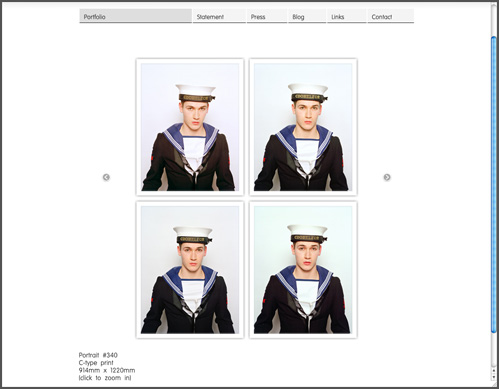 Portfolio Statement Press Blog Links Contact
Portrait #340
C-type print
914mm x 1220mm
(click to zoom in)